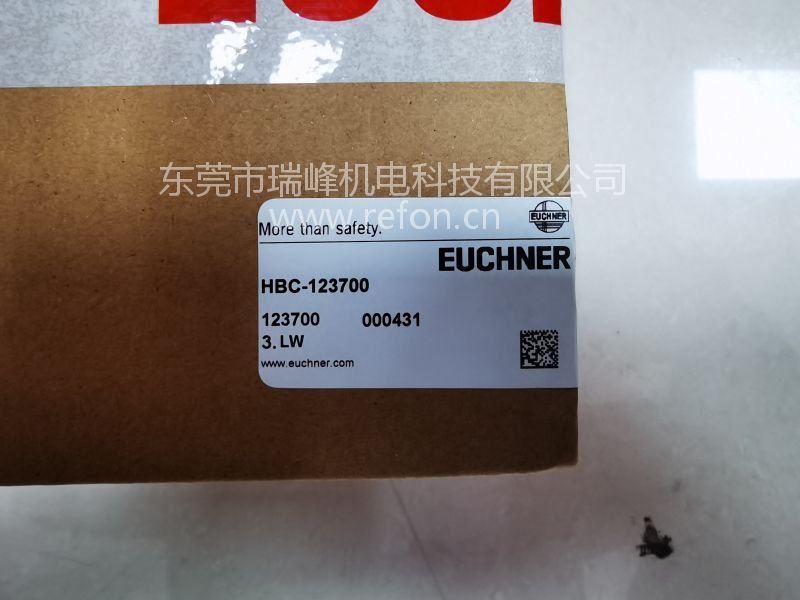 东莞市瑞峰机电科技有限公司
www.refon.cn
More than safety.
EUCHNER
EUCHNER
HBC-123700
123700 000431
3. LW
www.euchner.com